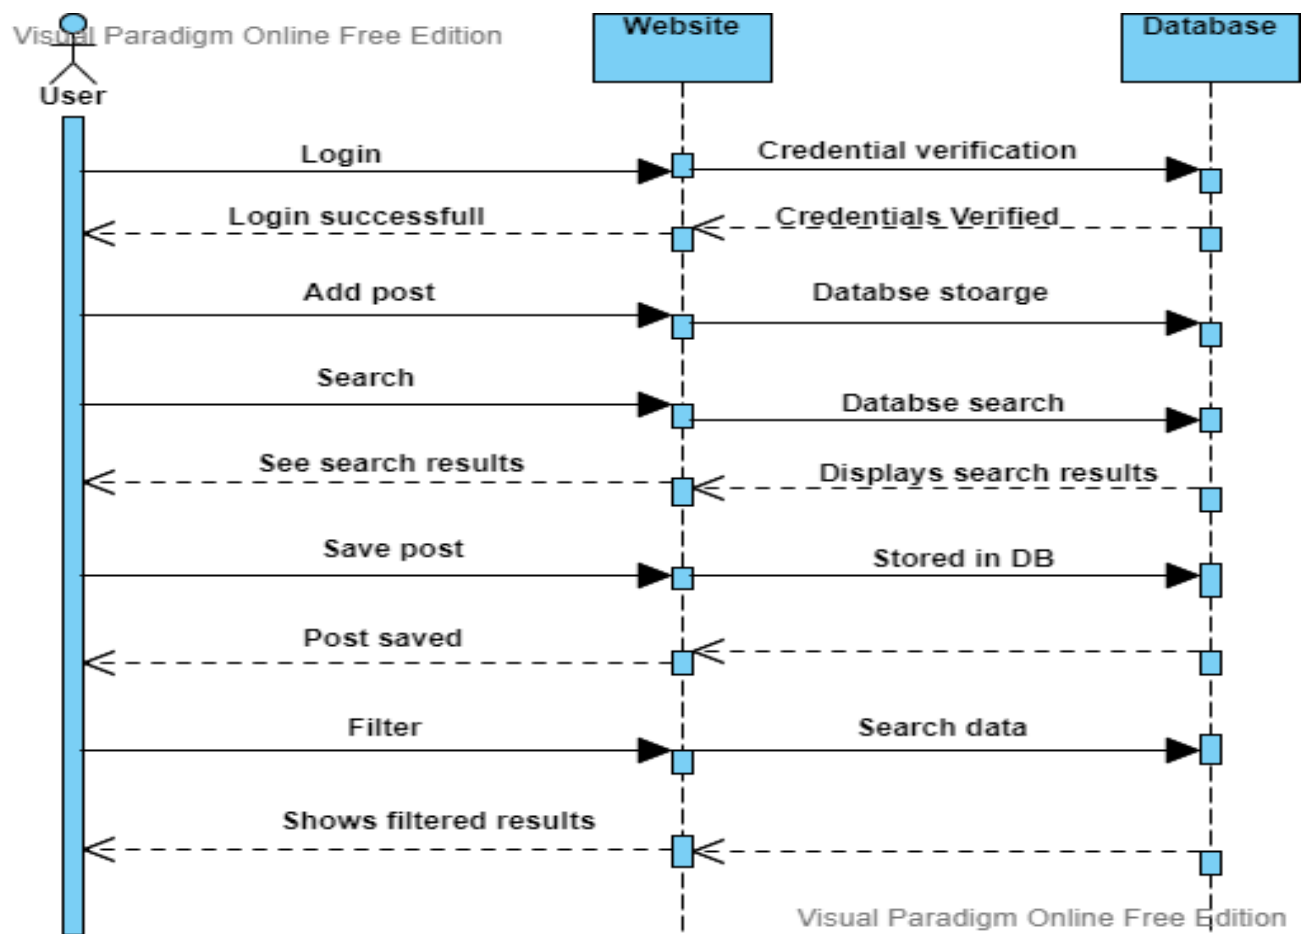 Visual Paradigm Online Free Edition
Website
Database
User
Login
Credential verification
Login successfull
Credentials Verified
Add post
Databse stoarge
Search
Databse search
See search results
Displays search results
Save post
Stored in DB
Post saved
Filter
Search data
Shows filtered results
Visual Paradigm Online Free Edition